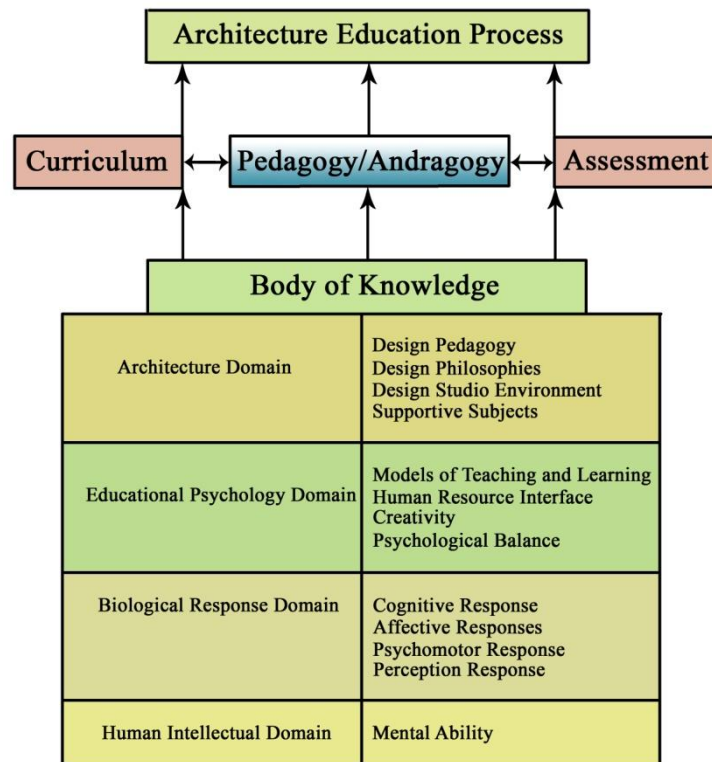 Architecture Education Process
Curriculum
Pedagogy/Andragogy
Assessment
Body of Knowledge
Architecture Domain
Design Pedagogy
Design Philosophies
Design Studio Environment
Supportive Subjects
Educational Psychology Domain
Models of Teaching and Learning
Human Resource Interface
Creativity
Psychological Balance
Biological Response Domain
Cognitive Response
Affective Responses
Psychomotor Response
Perception Response
Human Intellectual Domain
Mental Ability